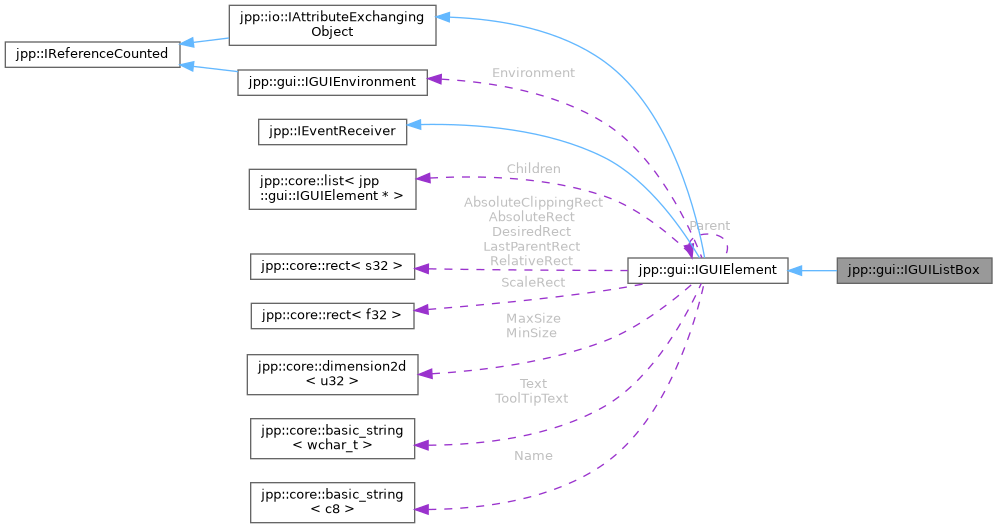 jpp::io::IAttributeExchanging
Object
jpp::IReferenceCounted
jpp::gui::IGUIEnvironment
Environment
jpp::IEventReceiver
Children
jpp::core::list< jpp
::gui::IGUIElement * >
AbsoluteClippingRect
AbsoluteRect
DesiredRect
LastParentRect
RelativeRect
Parent
jpp::core::rect< s32 >
jpp::gui::IGUIElement
jpp::gui::IGUIListBox
ScaleRect
jpp::core::rect< f32 >
MaxSize
MinSize
jpp::core::dimension2d
< u32 >
Text
ToolTipText
jpp::core::basic_string
< wchar_t >
Name
jpp::core::basic_string
< c8 >